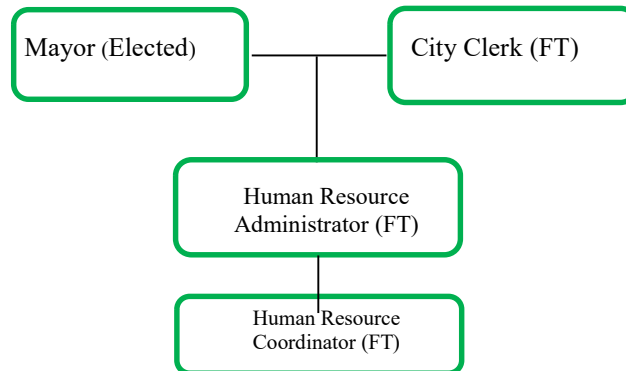 Mayor (Elected)
City Clerk (FT)
Human Resource
Administrator (FT)
Human Resource
Coordinator (FT)